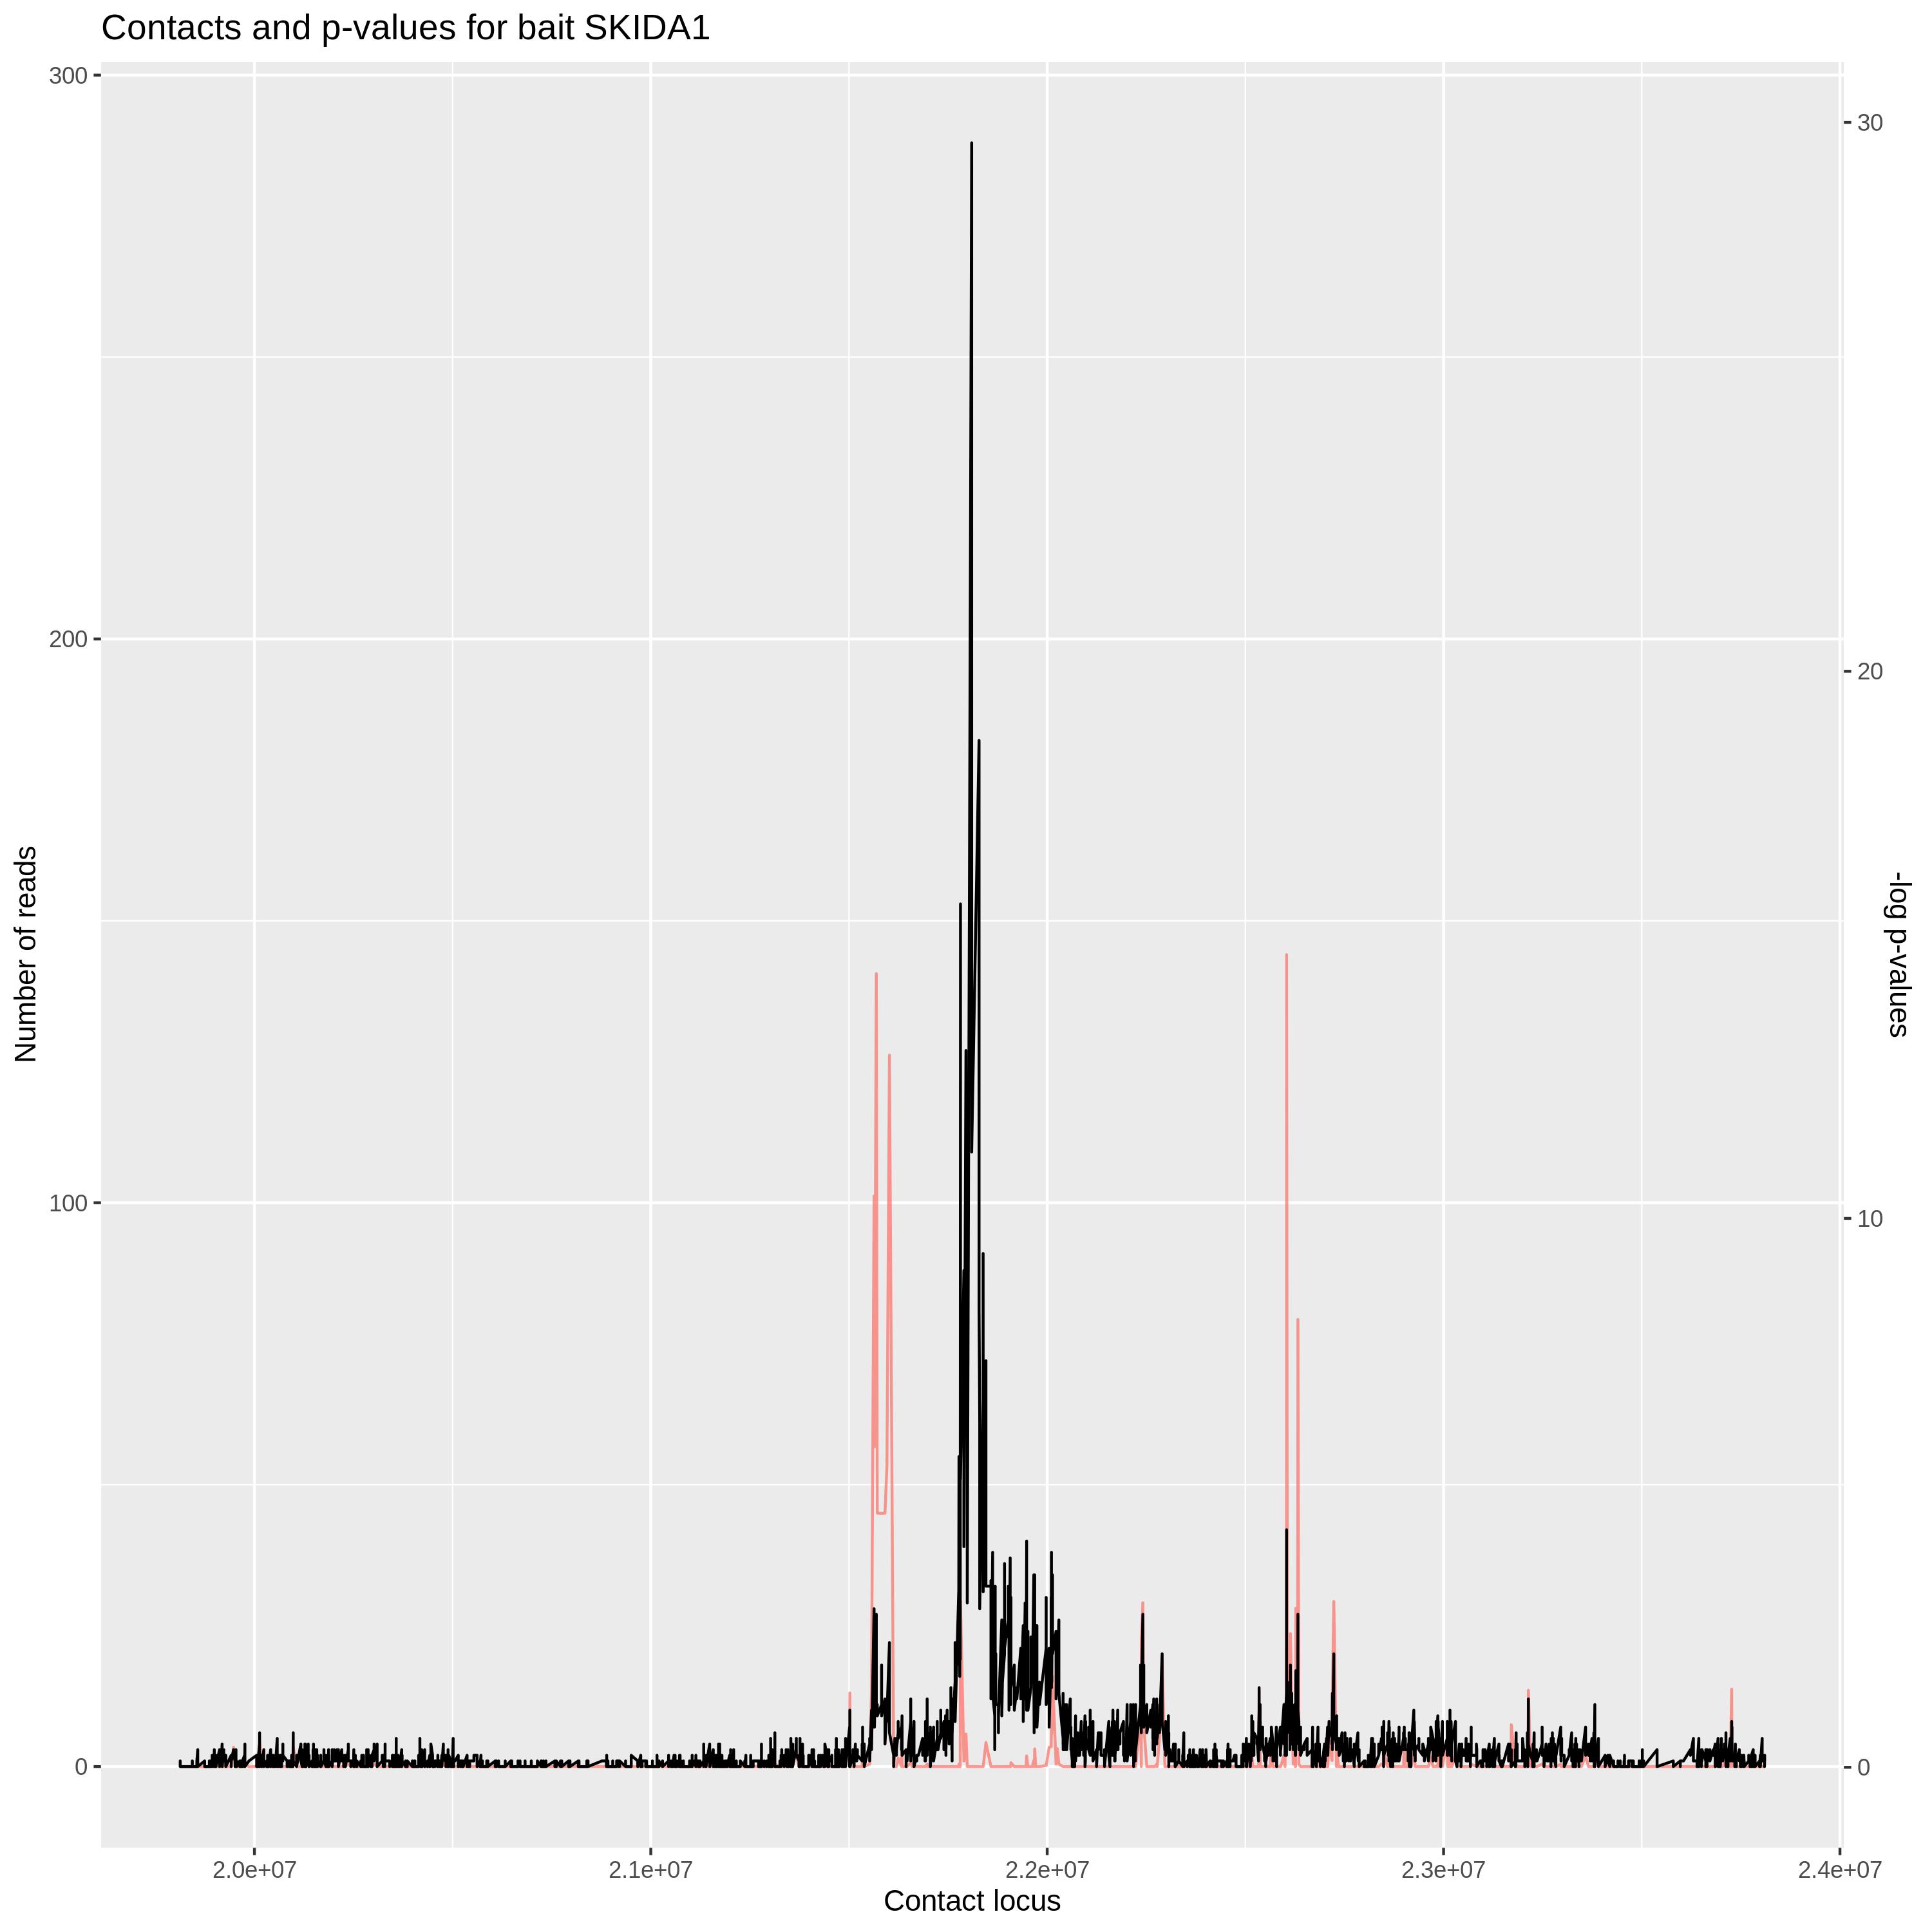 Contacts and p-values for bait SKIDA1
300
200
100
0
Number of reads
30
20
10
0
-log p-values
2.0e+07 2.1e+07 2.2e+07 2.3e+07 2.4e+07
Contact locus